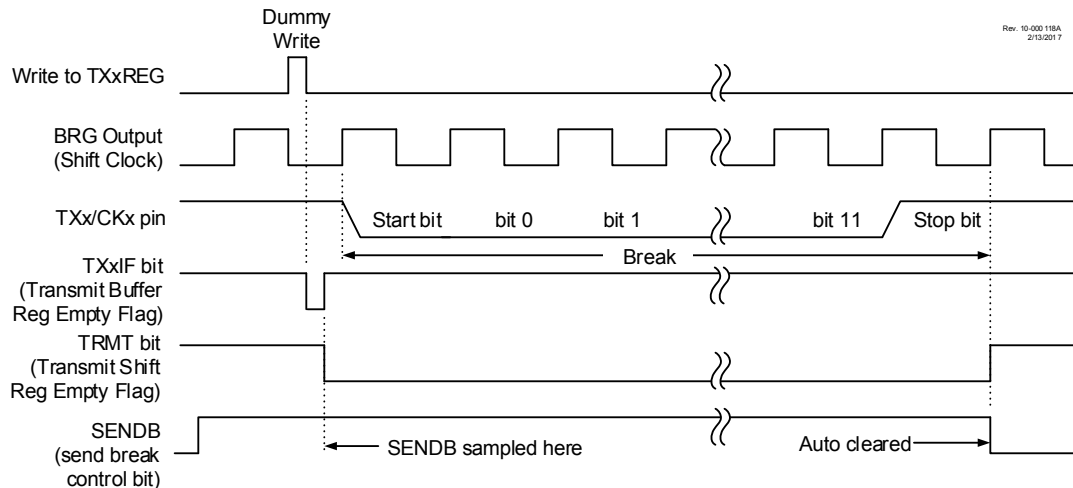 Dummy
Write
Rev. 10-000 118A
2/13/201 7
Write to TXxREG
BRG Output
(Shift Clock)
TXx/CKx pin
Start bit
bit 0
bit 1
bit 11
Stop bit
Break
TXxIF bit
(Transmit Buffer
Reg Empty Flag)
TRMT bit
(Transmit Shift
Reg Empty Flag)
SENDB
(send break
control bit)
SENDB sampled here
Auto cleared